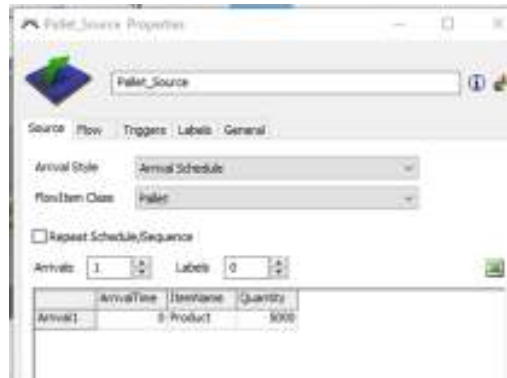 Pallet_Source Properties
Pallet_Source
Source Flow Triggers Labels General
Arrival Style Arrival Schedule
FlowItem Class Pallet
Repeat Schedule/Sequence
Arrivals 1 Labels 0
ArrivalTime ItemName Quantity
Arrival1 0 Product 5000